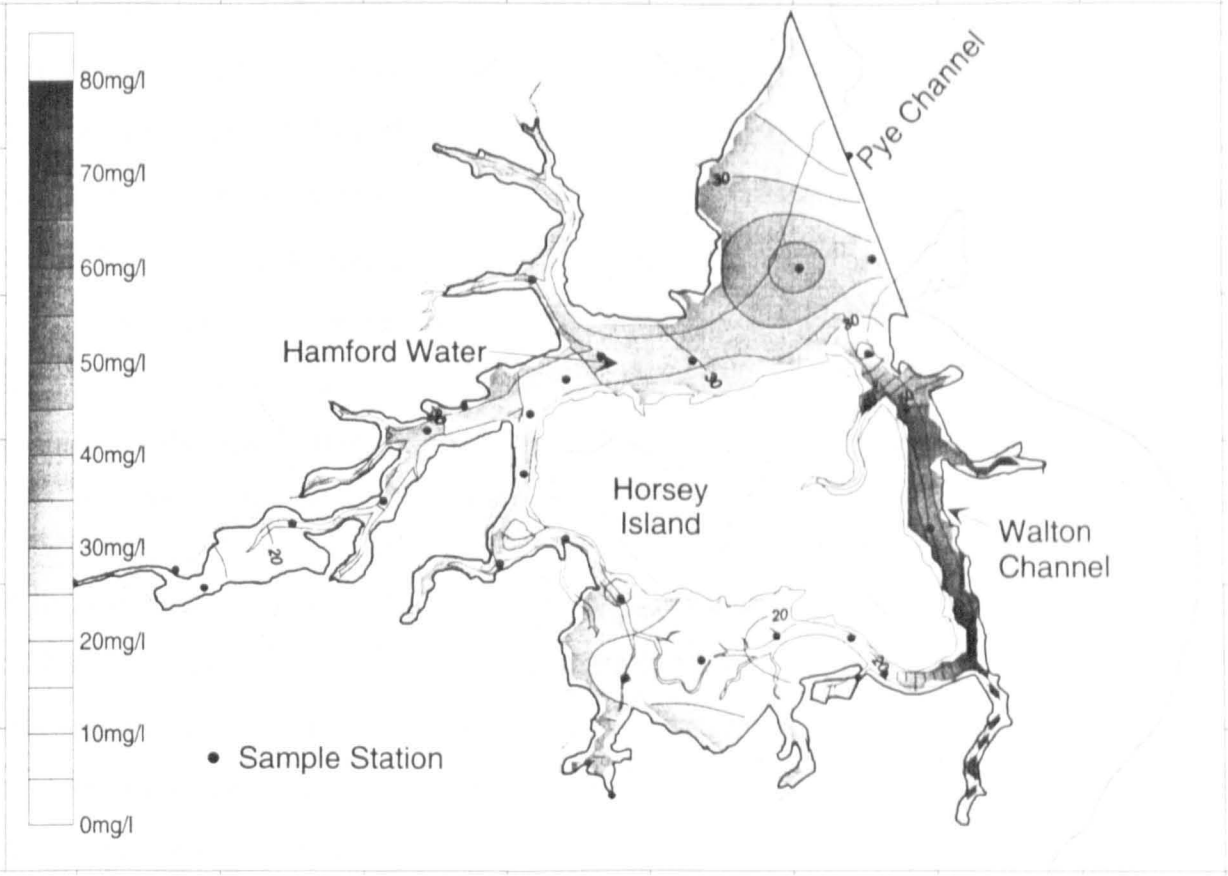 80mg/l
70mg/l
60mg/l
50mg/l
40mg/l
30mg/l
20mg/l
10mg/l
0mg/l
Pye Channel
30
30
Hamford Water
Horsey
Island
Walton
Channel
20
20
20
Sample Station